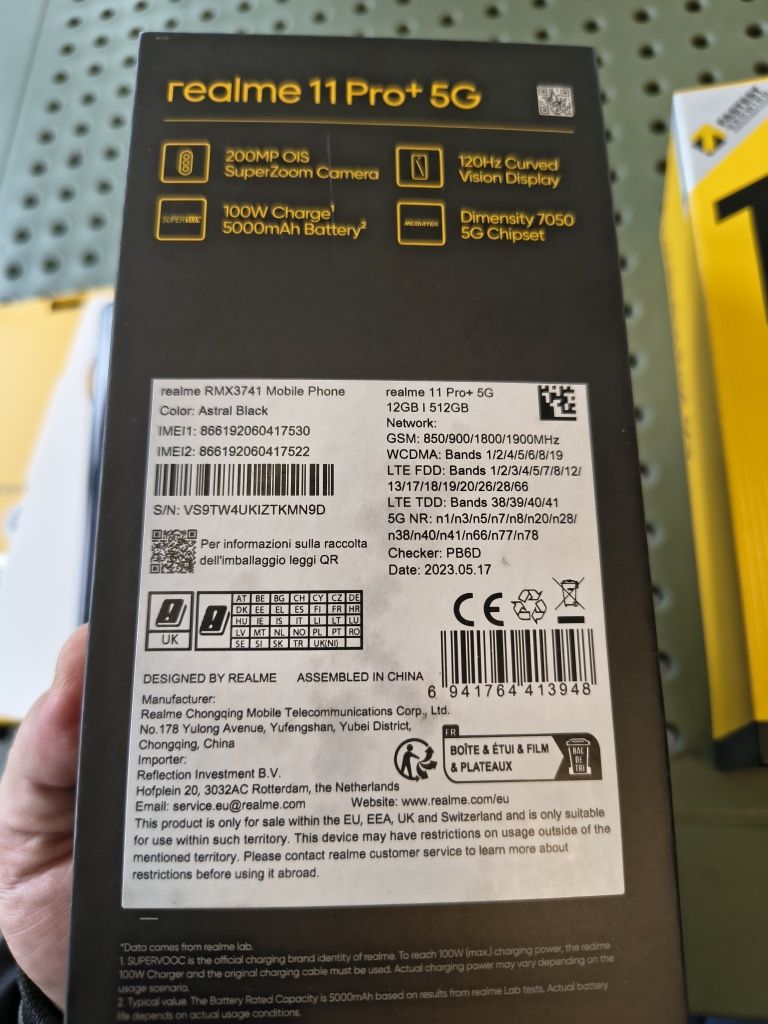 realme 11 Pro+ 5G
200MP OIS
SuperZoom Camera
120Hz Curved
Vision Display
SUPERVOOC
100W Charge¹
5000mAh Battery²
MEDIATEK
Dimensity 7050
5G Chipset
realme RMX3741 Mobile Phone
Color: Astral Black
IMEI1: 866192060417530
IMEI2: 866192060417522
S/N: VS9TW4UKIZTKMN9D
Per informazioni sulla raccolta
dell'imballaggio leggi QR
realme 11 Pro+ 5G
12GB | 512GB
Network:
GSM: 850/900/1800/1900MHz
WCDMA: Bands 1/2/4/5/6/8/19
LTE FDD: Bands 1/2/3/4/5/7/8/12/
13/17/18/19/20/26/28/66
LTE TDD: Bands 38/39/40/41
5G NR: n1/n3/n5/n7/n8/n20/n28/
n38/n40/n41/n66/n77/n78
Checker: PB6D
Date: 2023.05.17
UK
AT BE BG CH CY CZ DE
DK EE EL ES FI FR HR
HU IE IS IT LI LT LU
LV MT NL NO PL PT RO
SE SI SK TR UK(NI)
CE
6 941764 413948
DESIGNED BY REALME ASSEMBLED IN CHINA
Manufacturer:
Realme Chongqing Mobile Telecommunications Corp., Ltd.
No.178 Yulong Avenue, Yufengshan, Yubei District,
Chongqing, China
Importer:
Reflection Investment B.V.
Hofplein 20, 3032AC Rotterdam, the Netherlands
Email: service.eu@realme.com Website: www.realme.com/eu
FR
BOÎTE & ÉTUI & FILM
& PLATEAUX
BAC
DE
TRI
This product is only for sale within the EU, EEA, UK and Switzerland and is only suitable
for use within such territory. This device may have restrictions on usage outside of the
mentioned territory. Please contact realme customer service to learn more about
restrictions before using it abroad.
*Data comes from realme lab.
1. SUPERVOOC is the official charging brand identity of realme. To reach 100W (max.) charging power, the realme
100W Charger and the original charging cable must be used. Actual charging power may vary depending on the
usage scenario.
2. Typical value. The Battery Rated Capacity is 5000mAh based on results from realme Lab tests. Actual battery
life depends on actual usage conditions.